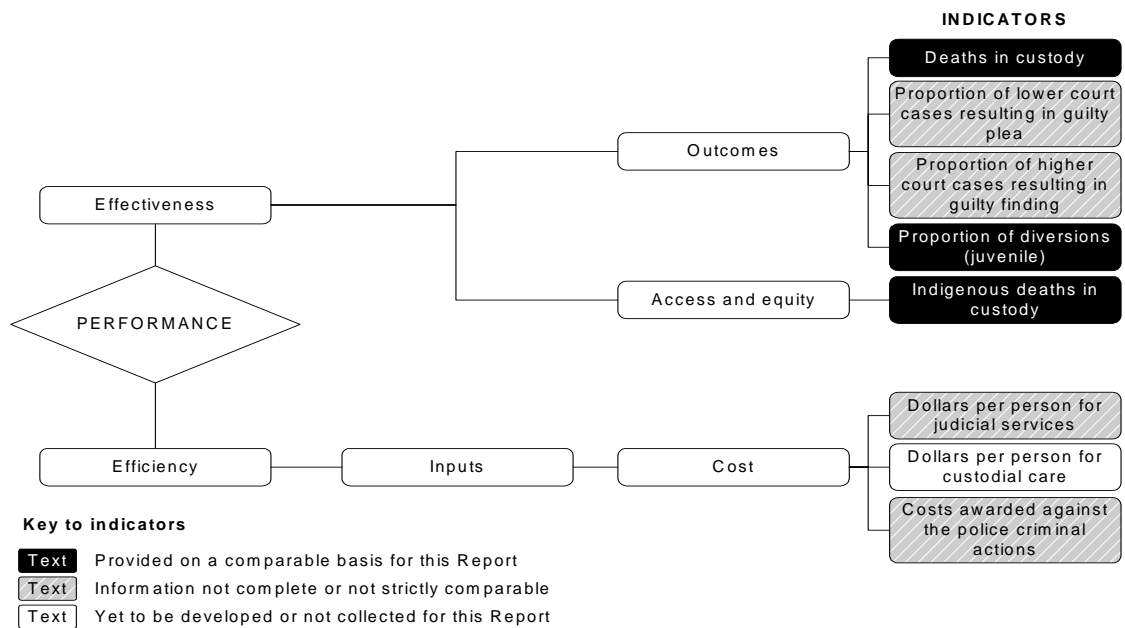 INDICATORS
Deaths in custody
Proportion of lower court
cases resulting in guilty
plea
Outcomes
Proportion of higher
court cases resulting in
guilty finding
Effectiveness
Proportion of diversions
(juvenile)
Access and equity
Indigenous deaths in
custody
PERFORMANCE
Dollars per person for
judicial services
Efficiency
Inputs
Cost
Dollars per person for
custodial care
Costs awarded against
the police criminal
actions
Key to indicators
Text Provided on a comparable basis for this Report
Text Information not complete or not strictly comparable
Text Yet to be developed or not collected for this Report